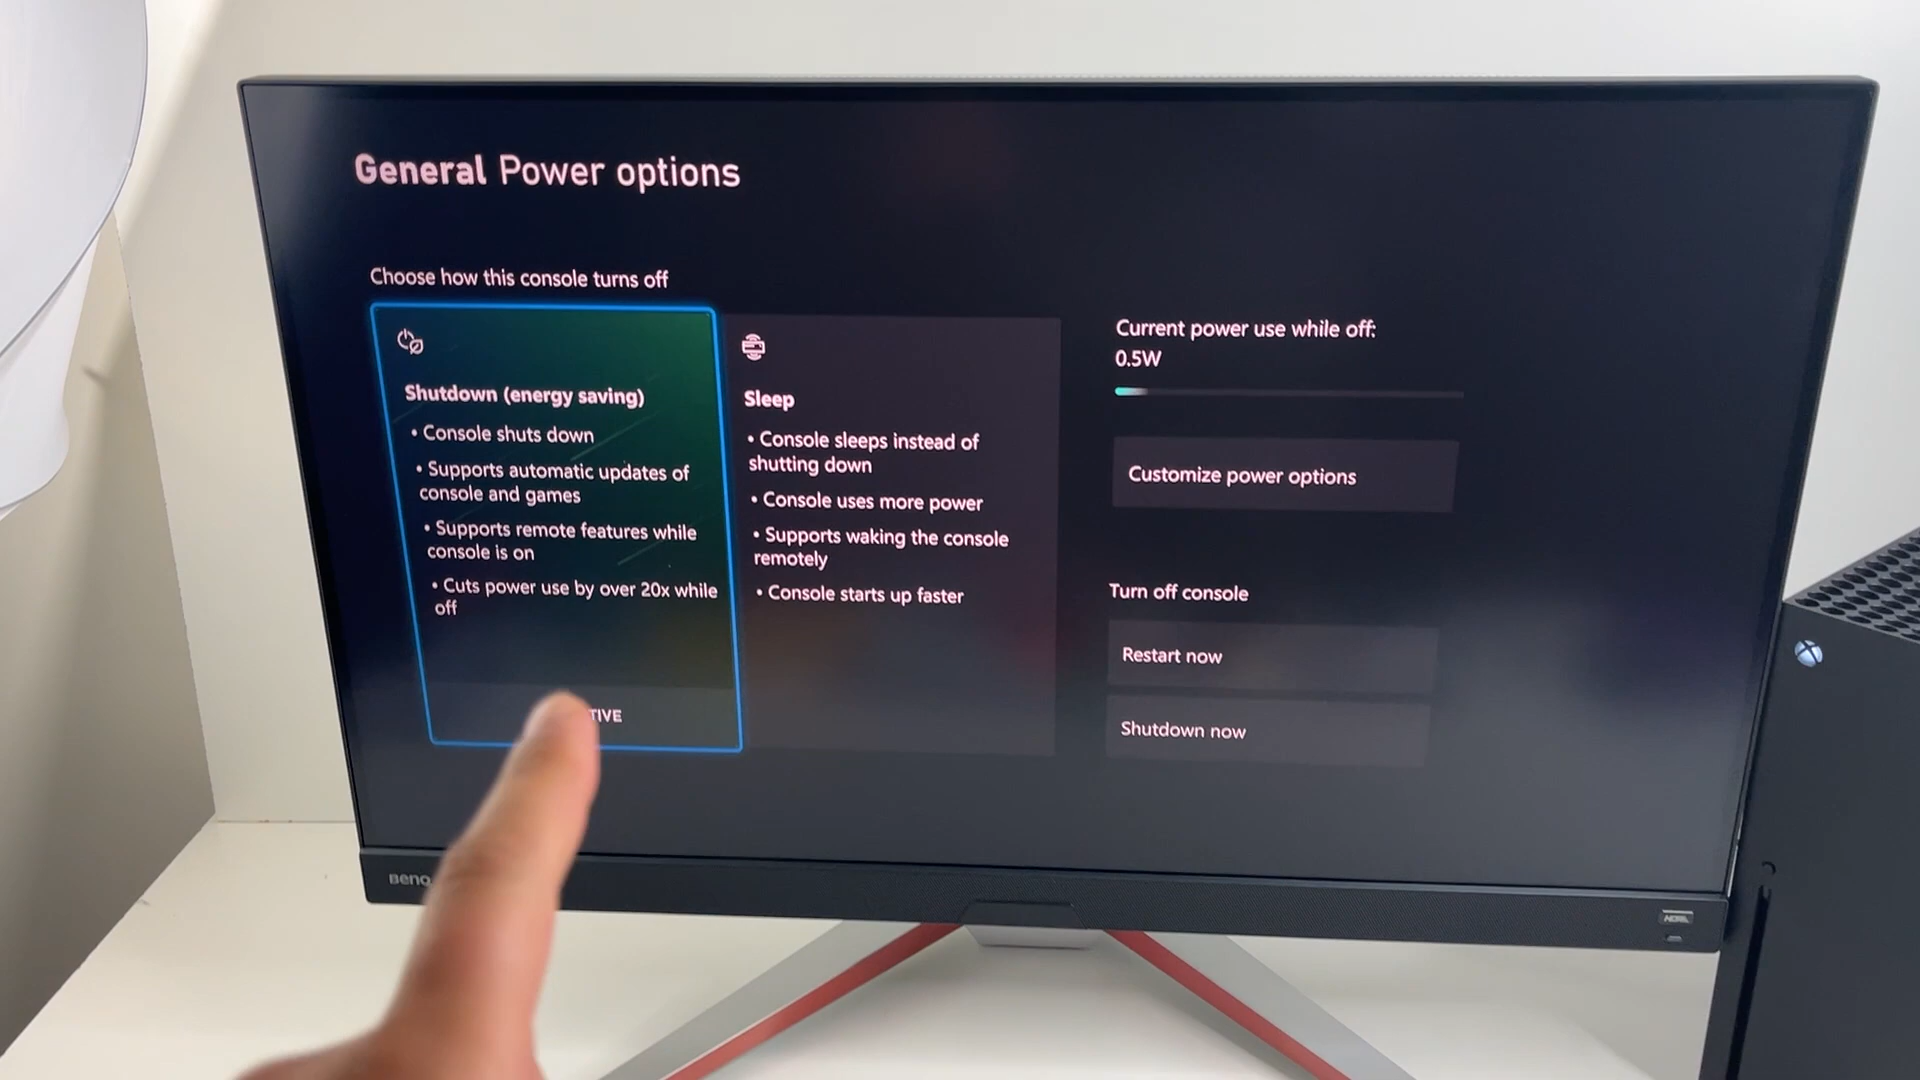 General Power options
Choose how this console turns off
Shutdown (energy saving)
• Console shuts down
• Supports automatic updates of
console and games
• Supports remote features while
console is on
• Cuts power use by over 20x while
off
TIVE
Sleep
• Console sleeps instead of
shutting down
• Console uses more power
• Supports waking the console
remotely
• Console starts up faster
Current power use while off:
0.5W
Customize power options
Turn off console
Restart now
Shutdown now
BenQ